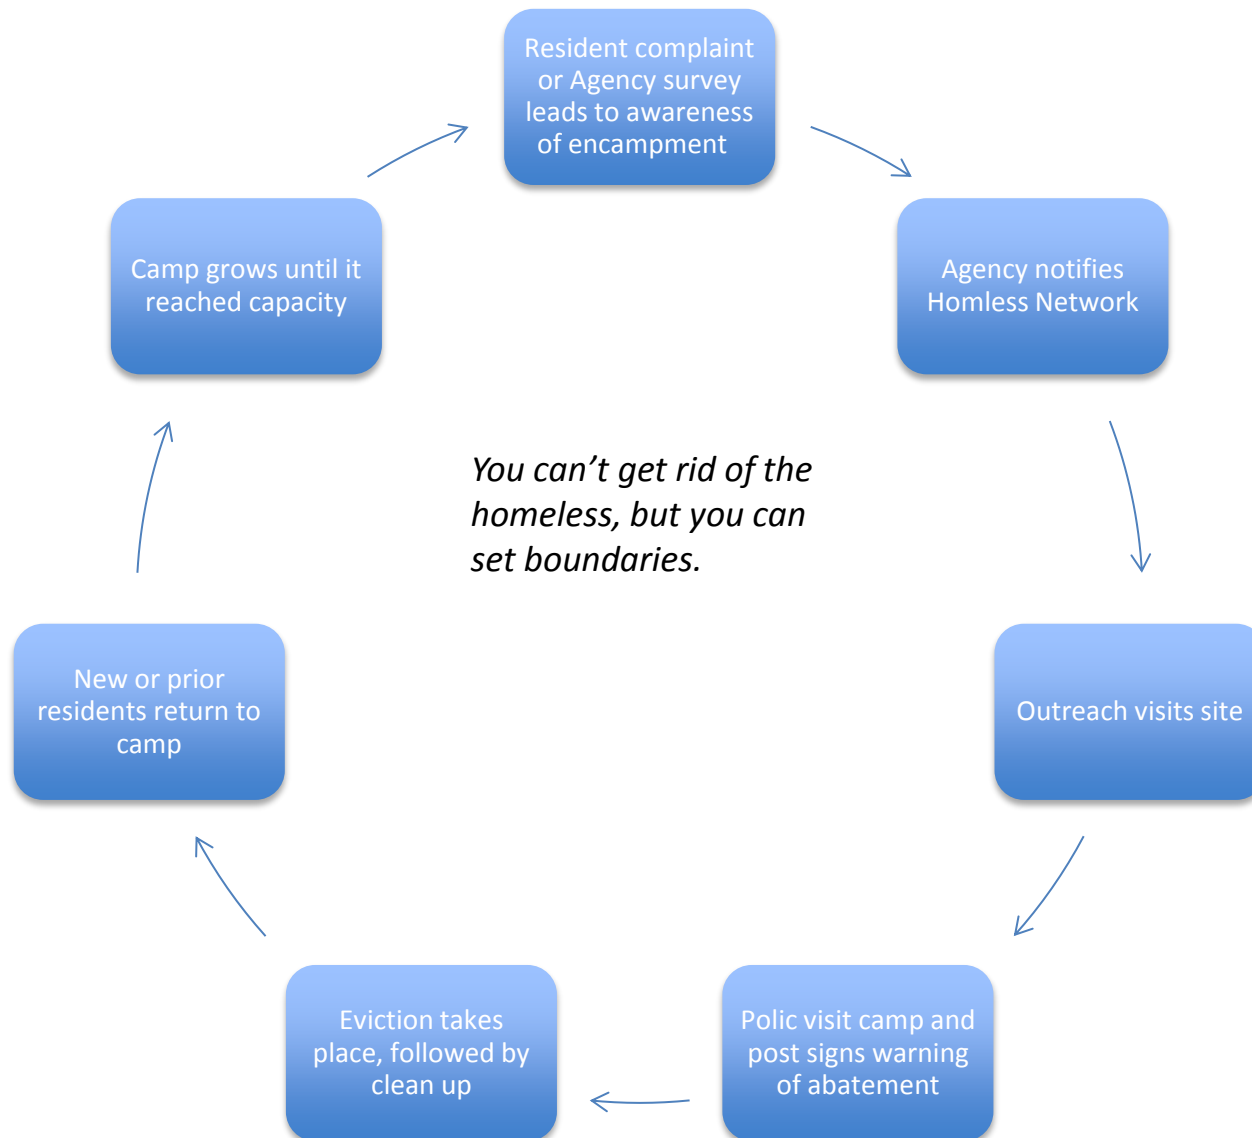 Resident complaint
or Agency survey
leads to awareness
of encampment
Agency notifies
Homless Network
Outreach visits site
Polic visit camp and
post signs warning
of abatement
Eviction takes
place, followed by
clean up
New or prior
residents return to
camp
Camp grows until it
reached capacity
You can’t get rid of the
homeless, but you can
set boundaries.